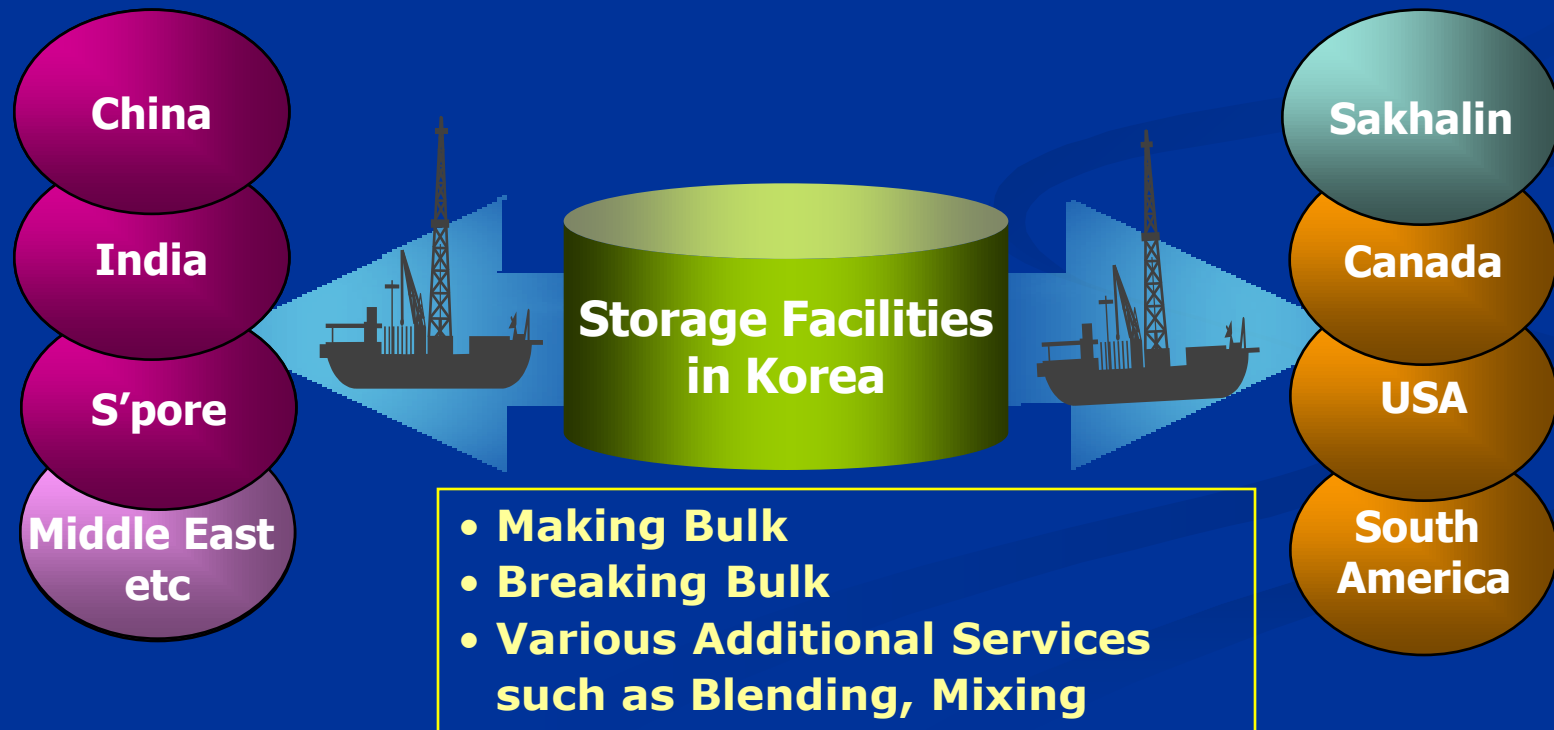 China
India
S’pore
Middle East
etc
Storage Facilities
in Korea
Sakhalin
Canada
USA
South
America
• Making Bulk
• Breaking Bulk
• Various Additional Services
such as Blending, Mixing